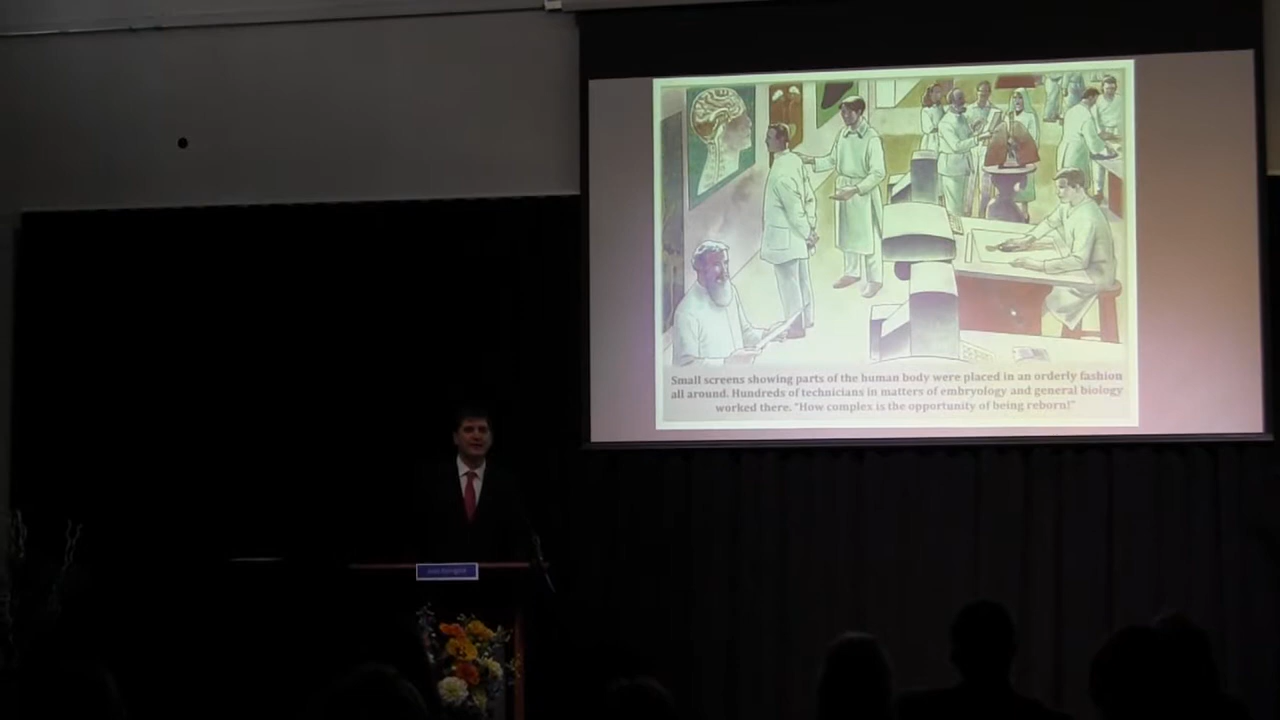 Small screens showing parts of the human body were placed in an orderly fashion
all around. Hundreds of technicians in matters of embryology and general biology
worked there. "How complex is the opportunity of being reborn!"